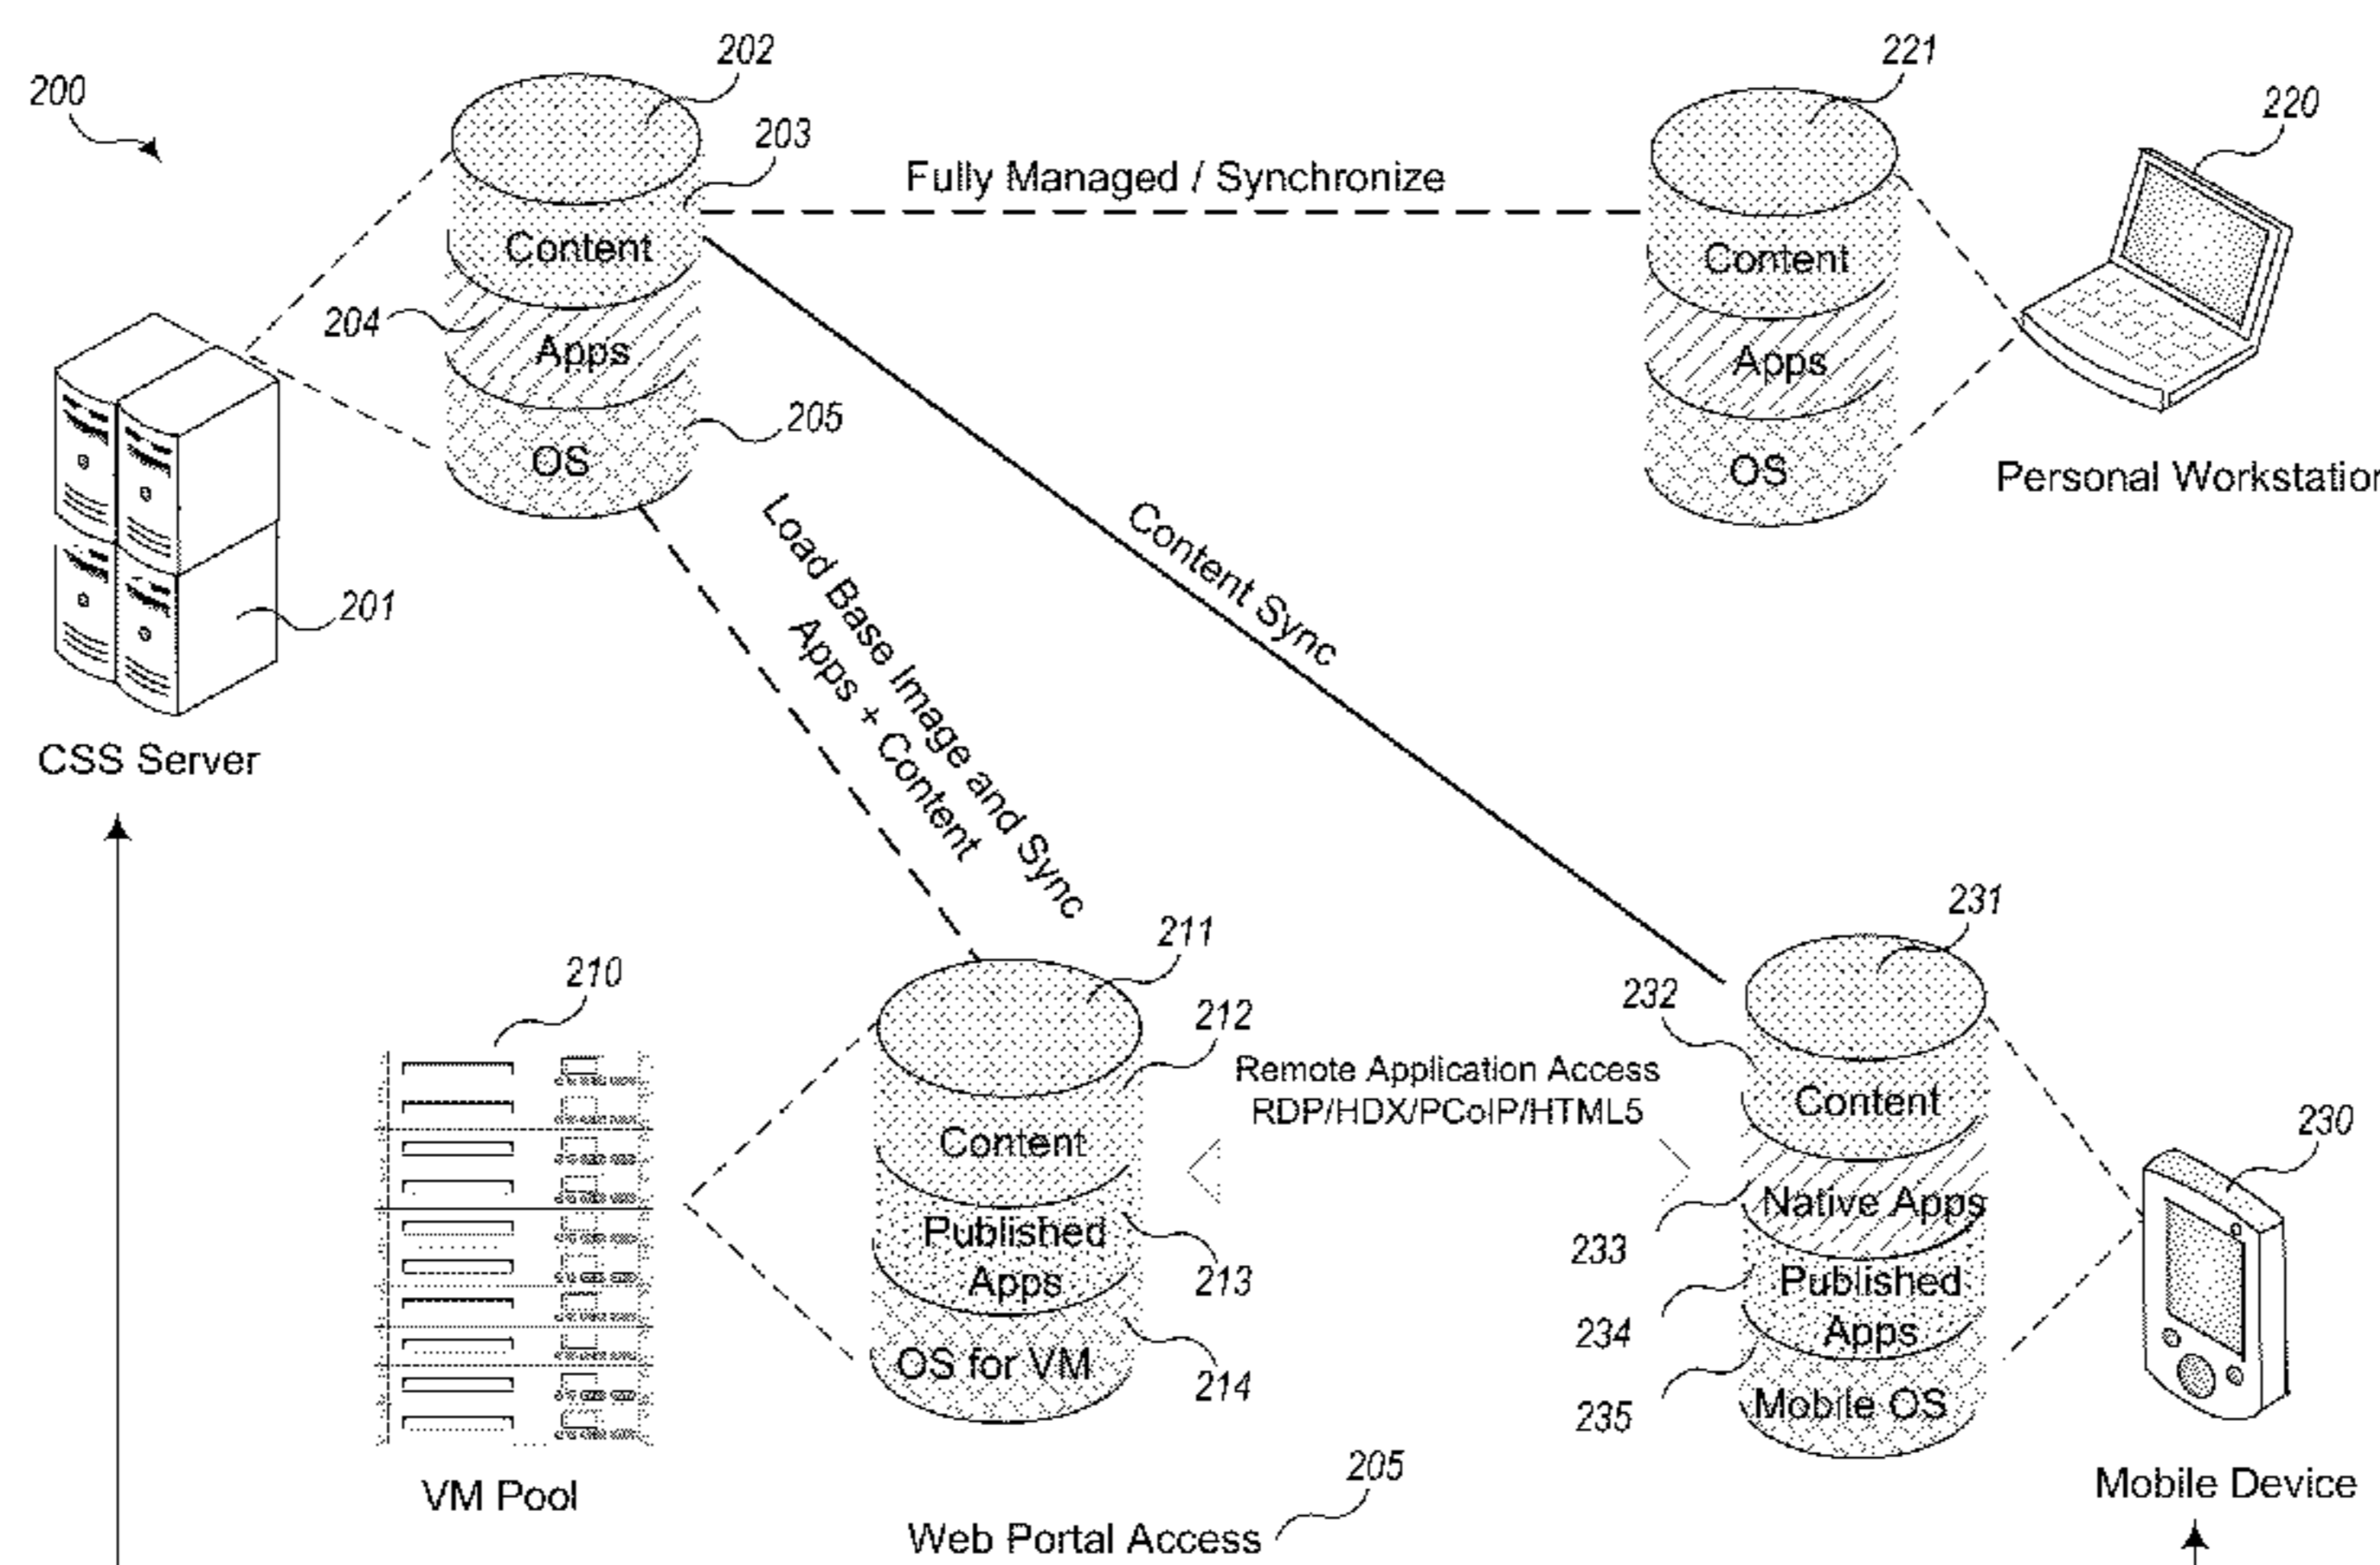 200
202
203
Fully Managed / Synchronize
221
220
Content
Content
204
Apps
Apps
OS
205
OS
Personal Workstation
201
CSS Server
Load Base Image and Sync
Apps + Content
Content Sync
210
211
212
Content
Published
Apps
213
OS for VM
214
VM Pool
Remote Application Access
RDP/HDX/PCoIP/HTML5
231
232
Content
Native Apps
233
Published
Apps
234
Mobile OS
235
230
Mobile Device
Web Portal Access
205